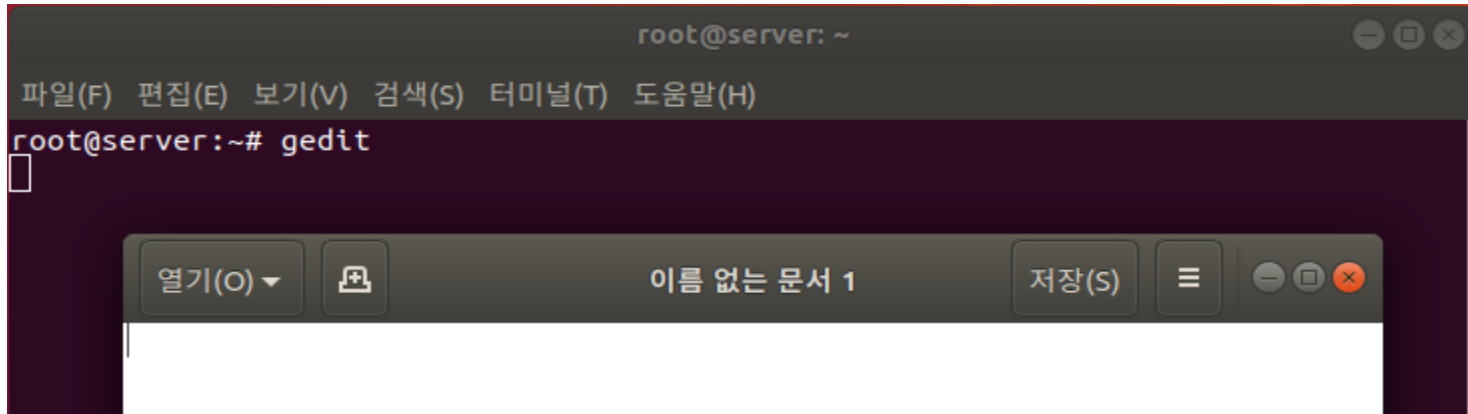 root@server: ~
파일(F) 편집(E) 보기(V) 검색(S) 터미널(T) 도움말(H)
root@server:~# gedit
열기(O) 이름 없는 문서 1 저장(S)